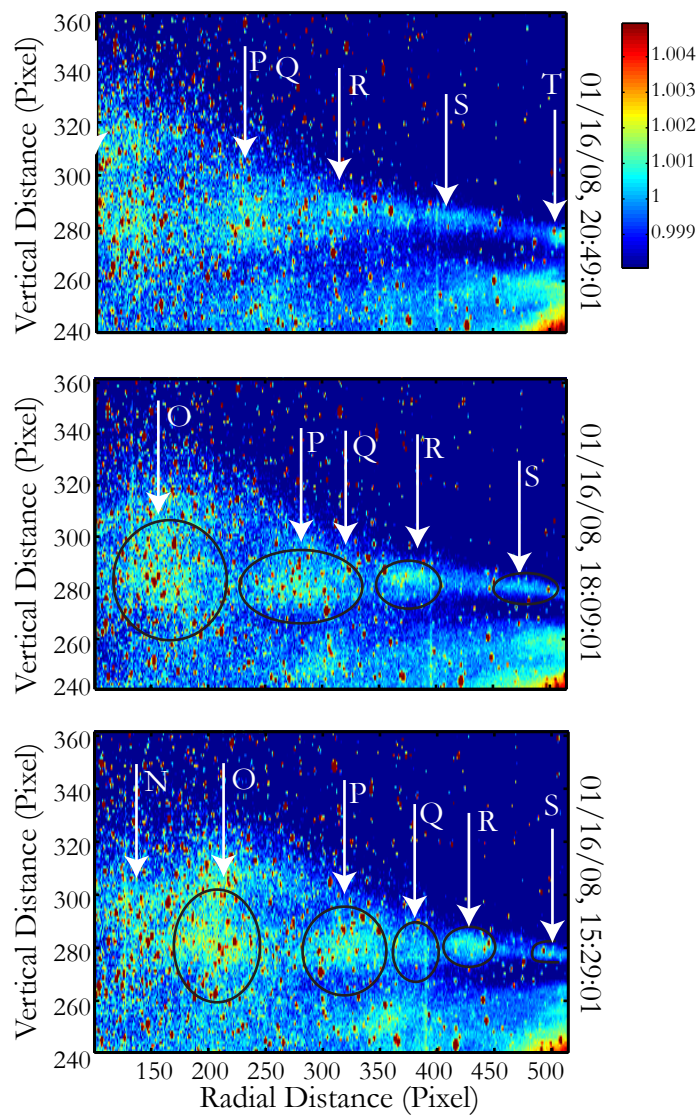 360
340
320
300
280
260
240
Vertical Distance (Pixel)
P Q
R
S
T
01/16/08, 20:49:01
1.004
1.003
1.002
1.001
1
0.999
360
340
320
300
280
260
240
Vertical Distance (Pixel)
O
P
Q
R
S
01/16/08, 18:09:01
360
340
320
300
280
260
240
Vertical Distance (Pixel)
N
O
P
Q
R
S
01/16/08, 15:29:01
150 200 250 300 350 400 450 500
Radial Distance (Pixel)